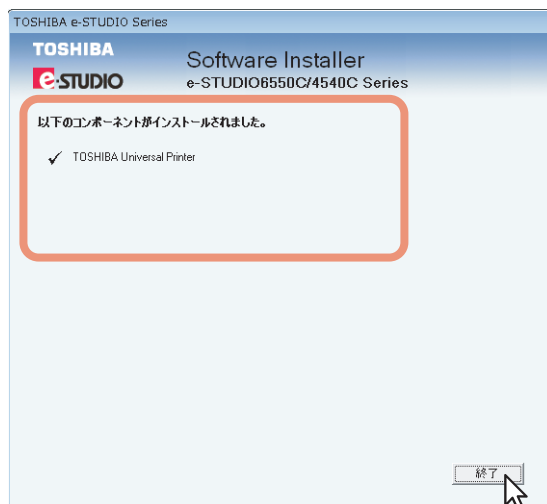 TOSHIBA e-STUDIO Series
TOSHIBA
e-STUDIO
Software Installer
e-STUDIO6550C/4540C Series
以下のコンポーネントがインストールされました。
✓ TOSHIBA Universal Printer
終了